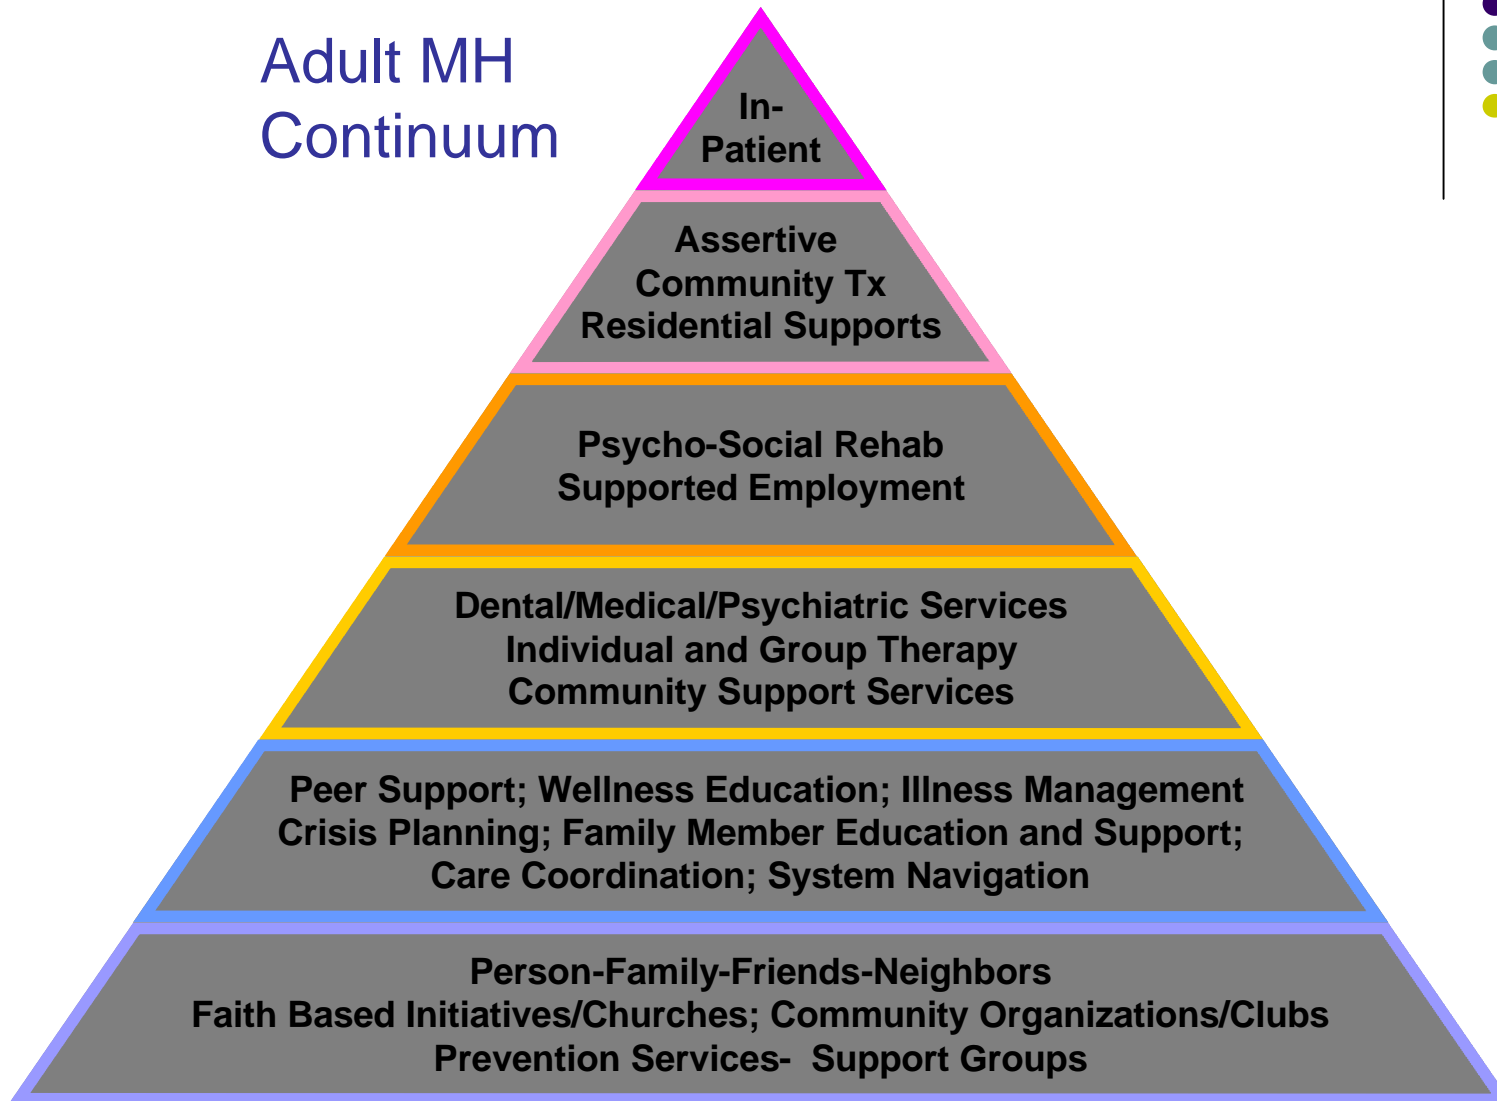 Adult MH
Continuum
In-
Patient
Assertive
Community Tx
Residential Supports
Psycho-Social Rehab
Supported Employment
Dental/Medical/Psychiatric Services
Individual and Group Therapy
Community Support Services
Peer Support; Wellness Education; Illness Management
Crisis Planning; Family Member Education and Support;
Care Coordination; System Navigation
Person-Family-Friends-Neighbors
Faith Based Initiatives/Churches; Community Organizations/Clubs
Prevention Services-  Support Groups